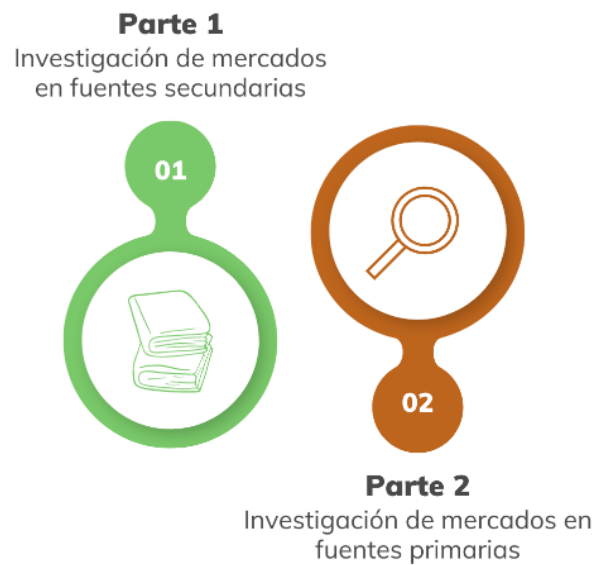 Parte 1
Investigación de mercados
en fuentes secundarias
01
02
Parte 2
Investigación de mercados en
fuentes primarias